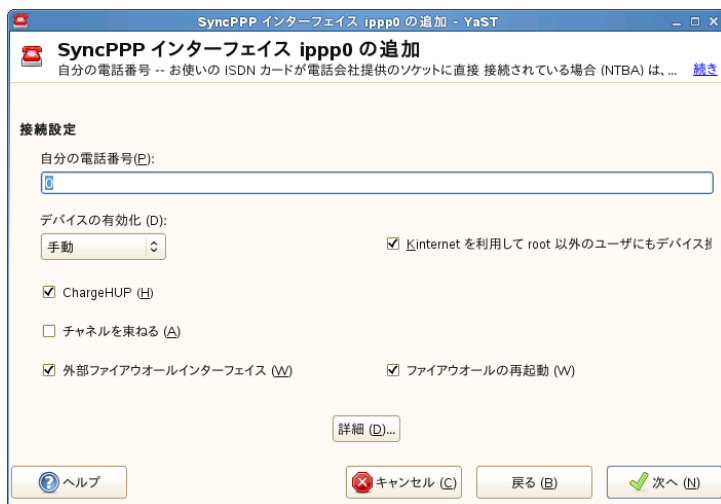 SyncPPP インターフェイス ippp0 の追加 - YaST
SyncPPP インターフェイス ippp0 の追加
自分の電話番号 -- お使いの ISDN カードが電話会社提供のソケットに直接 接続されている場合 (NTBA) は、... 続き
接続設定
自分の電話番号(P):
0
デバイスの有効化 (D):
手動
Kinternet を利用して root 以外のユーザにもデバイス
ChargeHUP (H)
チャネルを束ねる (A)
外部ファイアウオールインターフェイス (W)
ファイアウオールの再起動 (W)
詳細 (D)...
ヘルプ
キャンセル (C)
戻る (B)
次へ (N)